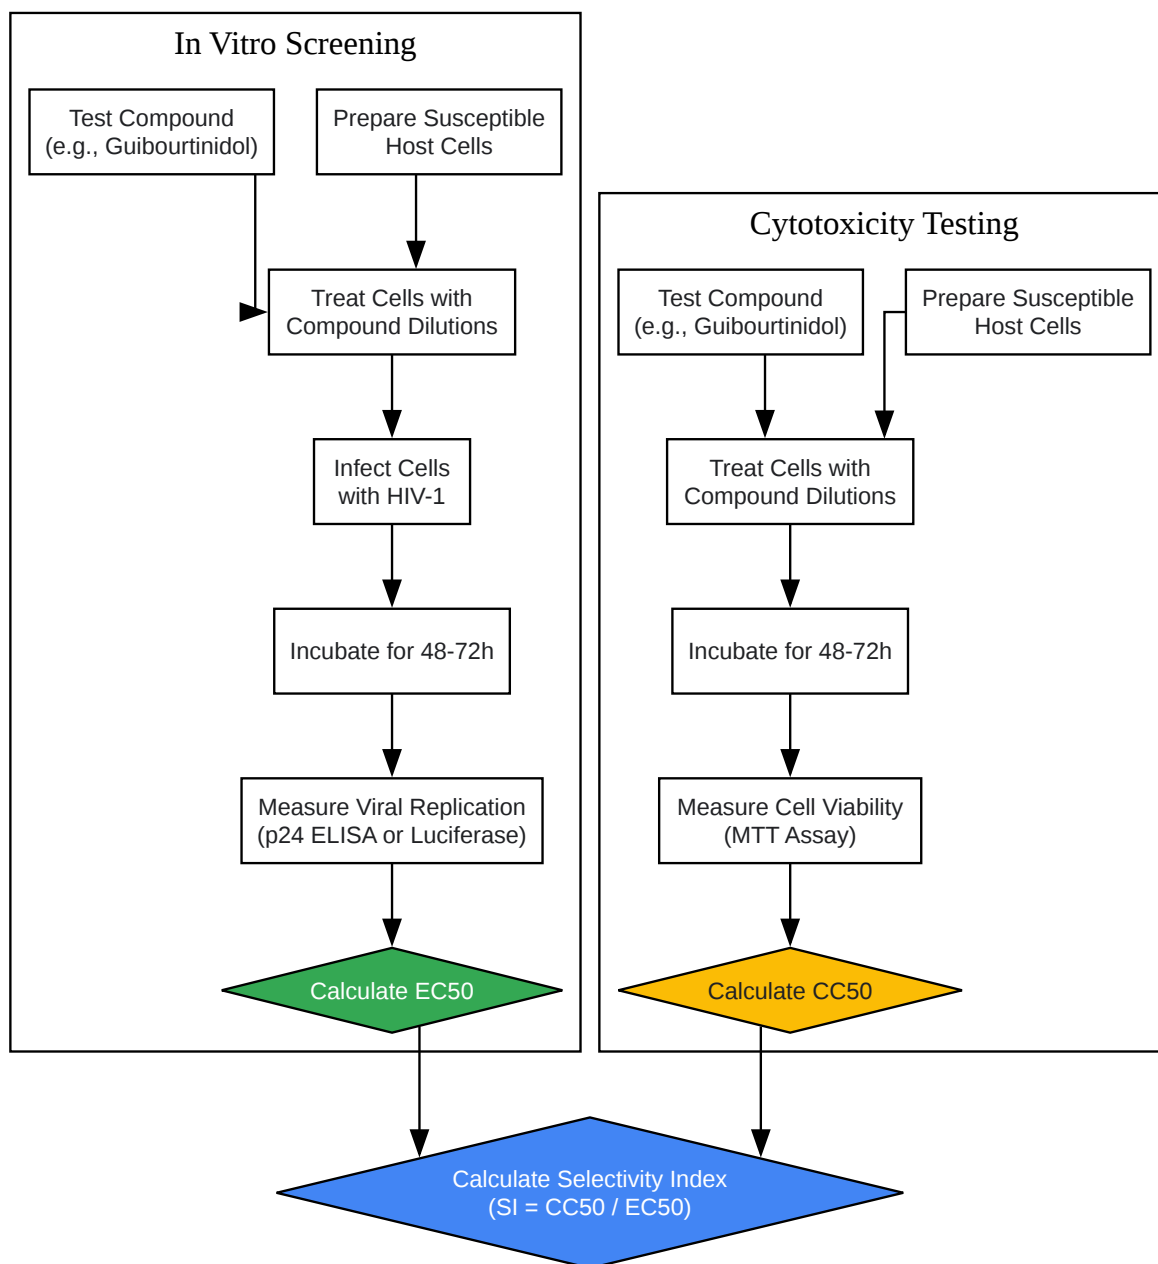 In Vitro Screening
Test Compound
(e.g., Guibourtinidol)
Prepare Susceptible
Host Cells
Treat Cells with
Compound Dilutions
Infect Cells
with HIV-1
Incubate for 48-72h
Measure Viral Replication
(p24 ELISA or Luciferase)
Calculate EC50
Cytotoxicity Testing
Test Compound
(e.g., Guibourtinidol)
Prepare Susceptible
Host Cells
Treat Cells with
Compound Dilutions
Incubate for 48-72h
Measure Cell Viability
(MTT Assay)
Calculate CC50
Calculate Selectivity Index
(SI = CC50 / EC50)